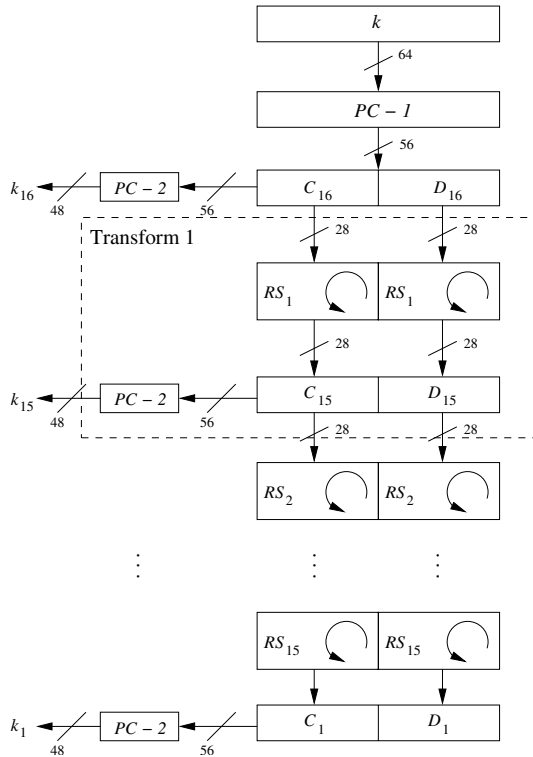 k
64
PC − 1
56
k16 48 PC − 2 56 C16 D16
Transform 1
28 28
RS1 RS1
28 28
k15 48 PC − 2 56 C15 D15
28 28
RS2 RS2
RS15 RS15
k1 48 PC − 2 56 C1 D1